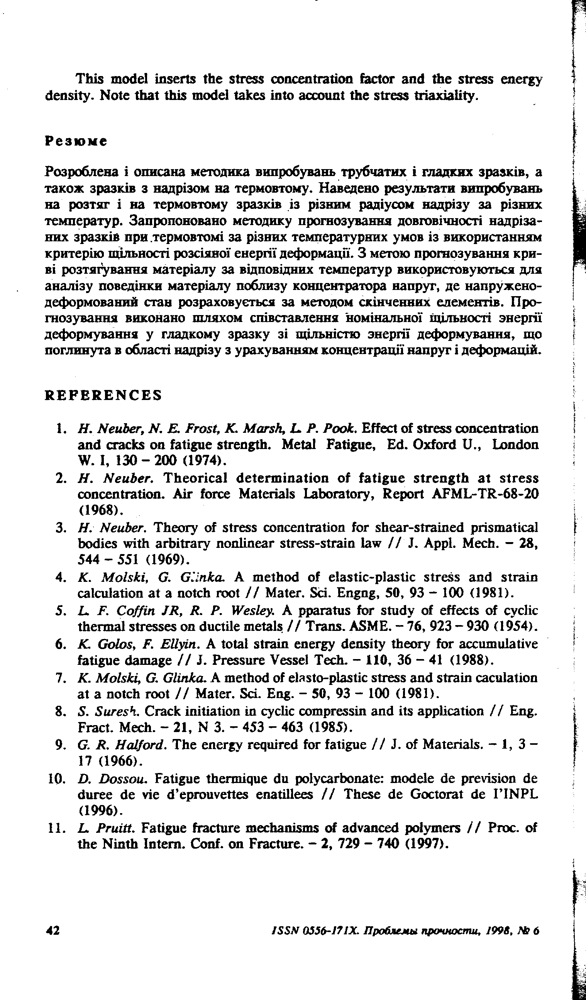 This model inserts the stress concentration factor and the stress energy
density. Note that this model takes into account the stress triaxiality.
Резюме
Розроблена і описана методика випробувань трубчатих і гладких зразків, а
також зразків з надрізом на термовтому. Наведено результати випробувань
на розтяг і на термовтому зразків із різним радіусом надрізу за різних
температур. Запропоновано методику прогнозування довговічності надріза-
них зразків при термовтомі за різних температурних умов із використанням
критерію щільності розсіяної енергії деформації. З метою прогнозування кри-
ві розтягування матеріалу за відповідних температур використовуються для
аналізу поведінки матеріалу поблизу концентратора напруг, де напружено-
деформований стан розраховується за методом скінченних елементів. Про-
гнозування виконано шляхом співставлення номінальної щільності энергії
деформування у гладкому зразку зі щільністю энергії деформування, що
поглинута в області надрізу з урахуванням концентрації напруг і деформацій.
REFERENCES
1. H. Neuber, N. E. Frost, K. Marsh, L. P. Pook. Effect of stress concentration
and cracks on fatigue strength. Metal Fatigue, Ed. Oxford U., London
W. I, 130 – 200 (1974).
2. H. Neuber. Theorical determination of fatigue strength at stress
concentration. Air force Materials Laboratory, Report AFML-TR-68-20
(1968).
3. H. Neuber. Theory of stress concentration for shear-strained prismatical
bodies with arbitrary nonlinear stress-strain law // J. Appl. Mech. – 28,
544 – 551 (1969).
4. K. Molski, G. Glinka. A method of elastic-plastic stress and strain
calculation at a notch root // Mater. Sci. Engng, 50, 93 – 100 (1981).
5. L. F. Coffin JR, R. P. Wesley. A pparatus for study of effects of cyclic
thermal stresses on ductile metals // Trans. ASME. – 76, 923 – 930 (1954).
6. K. Golos, F. Ellyin. A total strain energy density theory for accumulative
fatigue damage // J. Pressure Vessel Tech. – 110, 36 – 41 (1988).
7. K. Molski, G. Glinka. A method of elasto-plastic stress and strain caculation
at a notch root // Mater. Sci. Eng. – 50, 93 – 100 (1981).
8. S. Suresh. Crack initiation in cyclic compressin and its application // Eng.
Fract. Mech. – 21, N 3. – 453 – 463 (1985).
9. G. R. Halford. The energy required for fatigue // J. of Materials. – 1, 3 –
17 (1966).
10. D. Dossou. Fatigue thermique du polycarbonate: modele de prevision de
duree de vie d'eprouvettes enatillees // These de Goctorat de I'INPL
(1996).
11. L. Pruitt. Fatigue fracture mechanisms of advanced polymers // Proc. of
the Ninth Intern. Conf. on Fracture. – 2, 729 – 740 (1997).
42 ISSN 0556-171X. Проблемы прочности, 1998, № 6